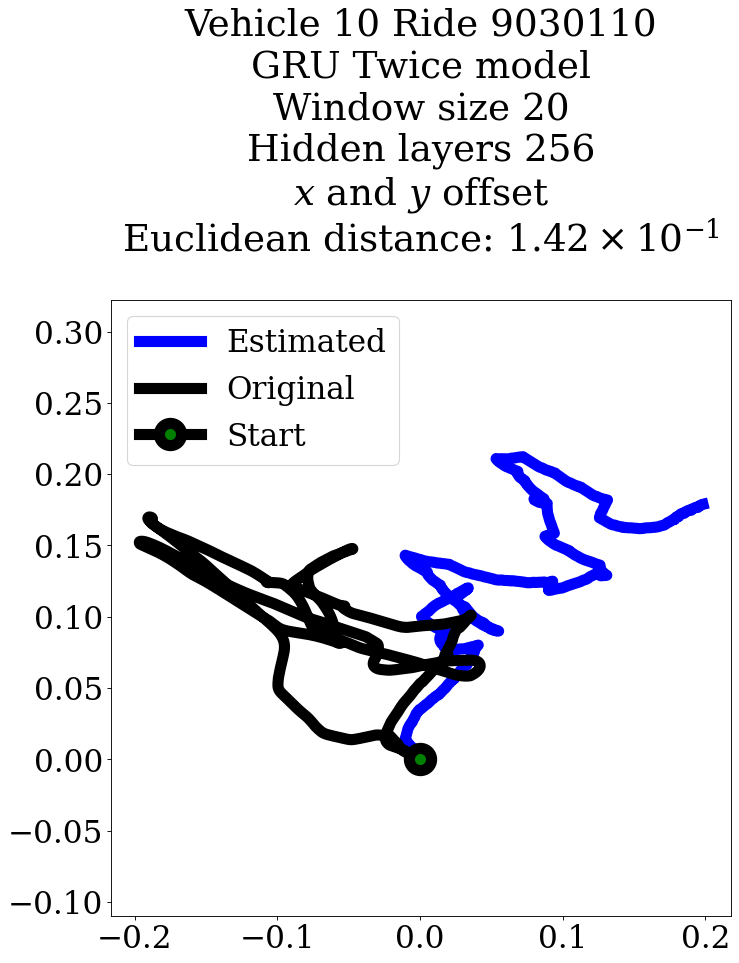 Vehicle 10 Ride 9030110
GRU Twice model
Window size 20
Hidden layers 256
x and y offset
Euclidean distance: 1.42 × 10⁻¹
Estimated
Original
Start
0.30
0.25
0.20
0.15
0.10
0.05
0.00
−0.05
−0.10
−0.2 −0.1 0.0 0.1 0.2